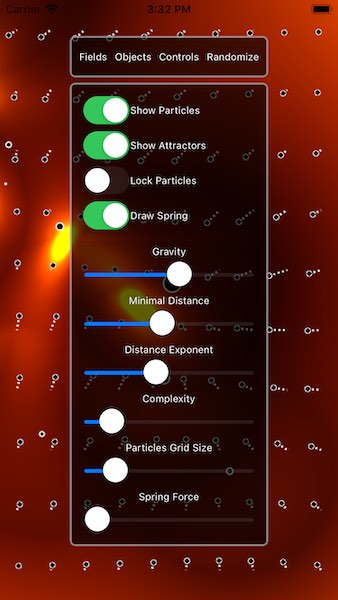 Carrier 3:32 PM
Fields Objects Controls Randomize
Show Particles
Show Attractors
Lock Particles
Draw Spring
Gravity
Minimal Distance
Distance Exponent
Complexity
Particles Grid Size
Spring Force